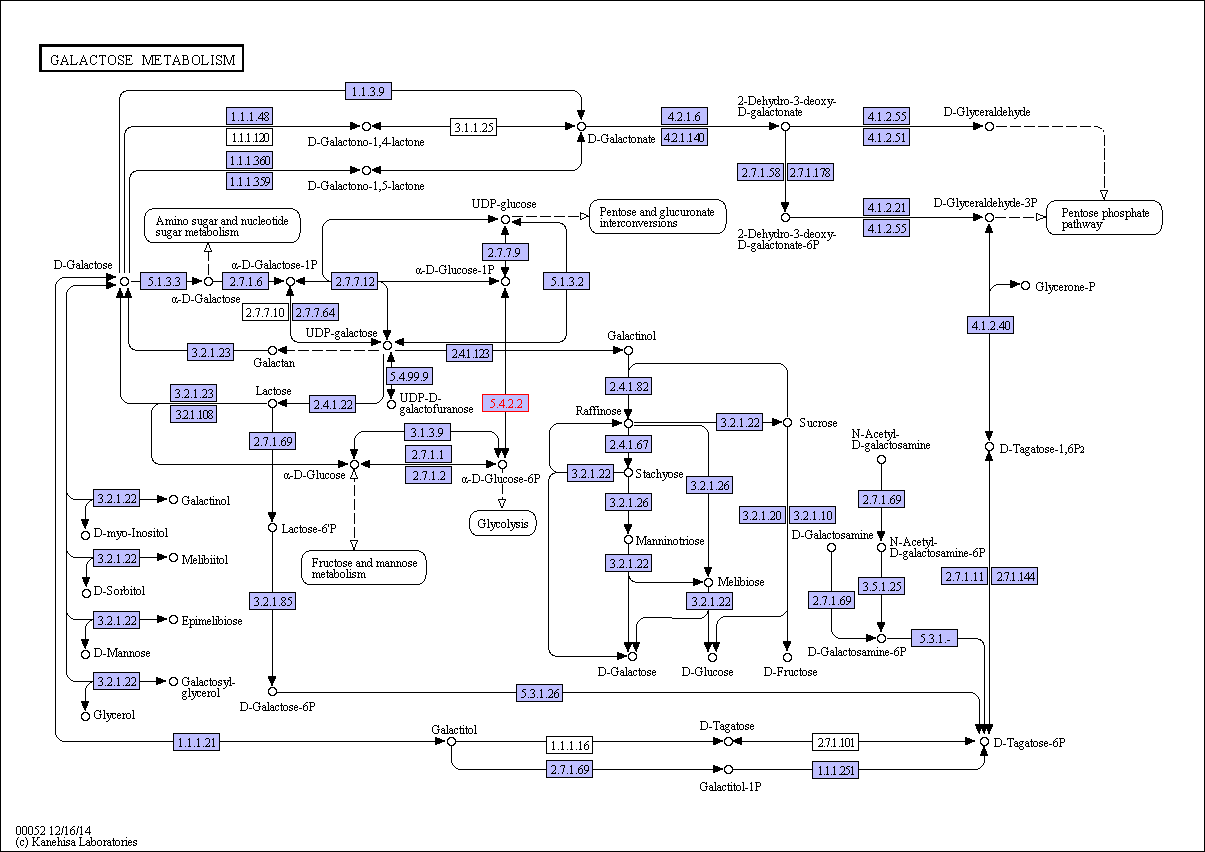 GALACTOSE METABOLISM
1.1.3.9
1.1.1.48
1.1.1.120
D-Galactono-1,4-lactone
3.1.1.25
D-Galactonate
4.2.1.6
4.2.1.140
2-Dehydro-3-deoxy-
D-galactonate
4.1.2.55
4.1.2.51
D-Glyceraldehyde
1.1.1.360
1.1.1.359
D-Galactono-1,5-lactone
2.7.1.58
2.7.1.178
Amino sugar and nucleotide
sugar metabolism
UDP-glucose
Pentose and glucuronate
interconversions
2-Dehydro-3-deoxy-
D-galactonate-6P
4.1.2.21
4.1.2.55
D-Glyceraldehyde-3P
Pentose phosphate
pathway
D-Galactose
5.1.3.3
α-D-Galactose
2.7.1.6
α-D-Galactose-1P
2.7.7.12
α-D-Glucose-1P
2.7.7.9
5.1.3.2
Glycerone-P
2.7.7.10
2.7.7.64
4.1.2.40
UDP-galactose
Galactinol
3.2.1.23
Galactan
2.4.1.123
5.4.99.9
2.4.1.82
3.2.1.23
3.2.1.108
Lactose
2.4.1.22
UDP-D-
galactofuranose
5.4.2.2
Raffinose
3.2.1.22
Sucrose
2.7.1.69
3.1.3.9
2.7.1.1
2.7.1.2
α-D-Glucose
α-D-Glucose-6P
2.4.1.67
3.2.1.22
Stachyose
3.2.1.26
3.2.1.26
N-Acetyl-
D-galactosamine
D-Tagatose-1,6P2
3.2.1.22
Galactinol
D-myo-Inositol
Lactose-6'P
Glycolysis
3.2.1.20
3.2.1.10
2.7.1.69
Manninotriose
D-Galactosamine
N-Acetyl-
D-galactosamine-6P
3.2.1.22
Melibiitol
D-Sorbitol
Fructose and mannose
metabolism
3.2.1.22
Melibiose
3.2.1.22
2.7.1.69
3.5.1.25
2.7.1.11
2.7.1.144
3.2.1.85
3.2.1.22
Epimelibiose
D-Mannose
5.3.1.-
D-Galactosamine-6P
D-Galactose
D-Glucose
D-Fructose
3.2.1.22
Galactosyl-
glycerol
Glycerol
D-Galactose-6P
5.3.1.26
1.1.1.21
Galactitol
1.1.1.16
D-Tagatose
2.7.1.101
D-Tagatose-6P
2.7.1.69
Galactitol-1P
1.1.1.251
00052 12/16/14
(c) Kanehisa Laboratories